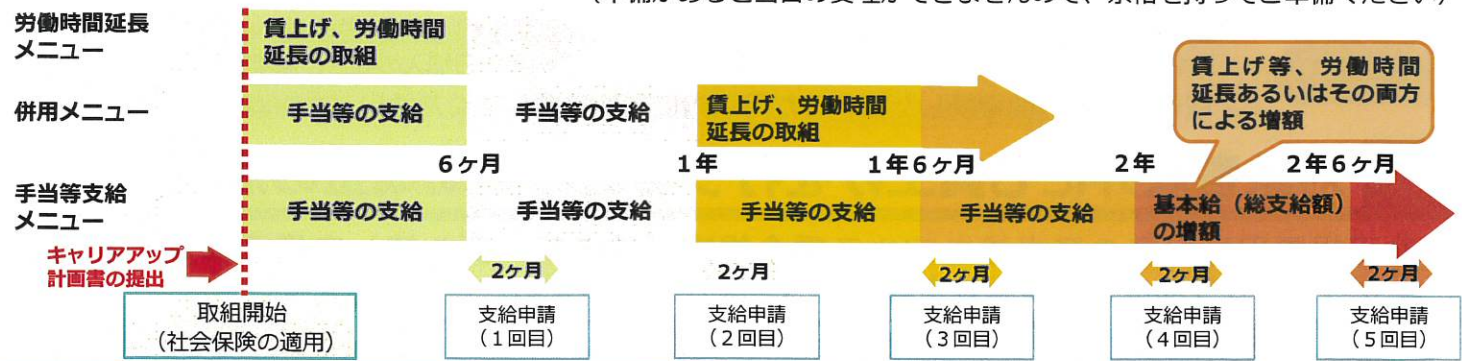 労働時間延長
メニュー
賃上げ、労働時間
延長の取組
賃上げ等、労働時間
延長あるいはその両方
による増額
併用メニュー
手当等の支給
手当等の支給
賃上げ、労働時間
延長の取組
6ヶ月
1年
1年6ヶ月
2年
2年6ヶ月
手当等支給
メニュー
手当等の支給
手当等の支給
手当等の支給
手当等の支給
基本給（総支給額）
の増額
キャリアアップ
計画書の提出
2ヶ月
2ヶ月
2ヶ月
2ヶ月
2ヶ月
取組開始
（社会保険の適用）
支給申請
（1回目）
支給申請
（2回目）
支給申請
（3回目）
支給申請
（4回目）
支給申請
（5回目）